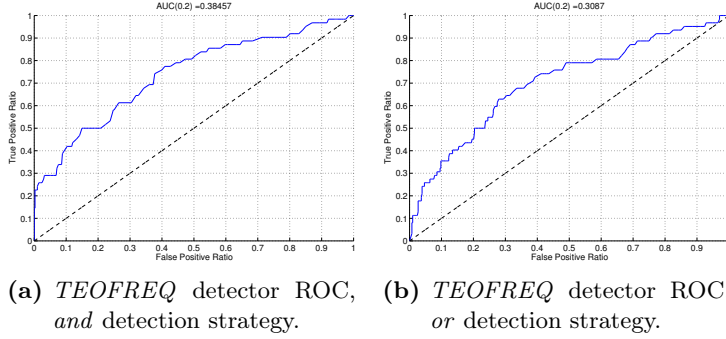 AUC(0.2) =0.38457
1
0.9
0.8
0.7
0.6
0.5
0.4
0.3
0.2
0.1
0
True Positive Ratio
0 0.1 0.2 0.3 0.4 0.5 0.6 0.7 0.8 0.9 1
False Positive Ratio
(a) TEOFREQ detector ROC,
and detection strategy.
AUC(0.2) =0.3087
1
0.9
0.8
0.7
0.6
0.5
0.4
0.3
0.2
0.1
0
True Positive Ratio
0 0.1 0.2 0.3 0.4 0.5 0.6 0.7 0.8 0.9
False Positive Ratio
(b) TEOFREQ detector ROC
or detection strategy.